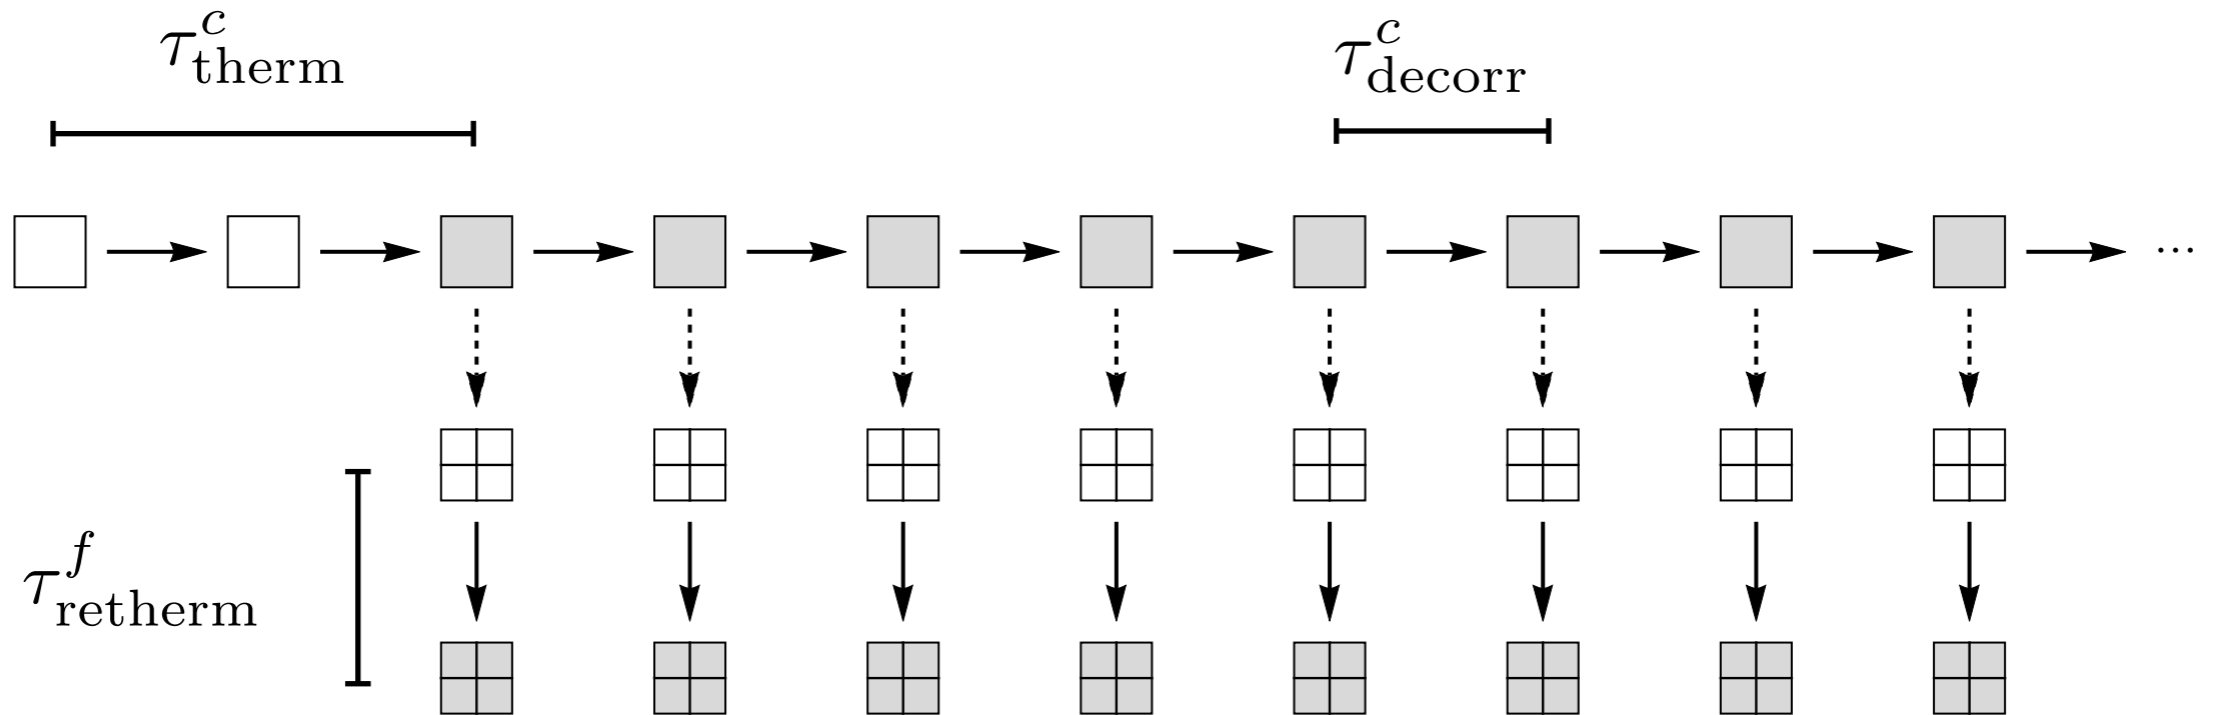 τ^c_therm
τ^c_decorr
...
τ^f_retherm